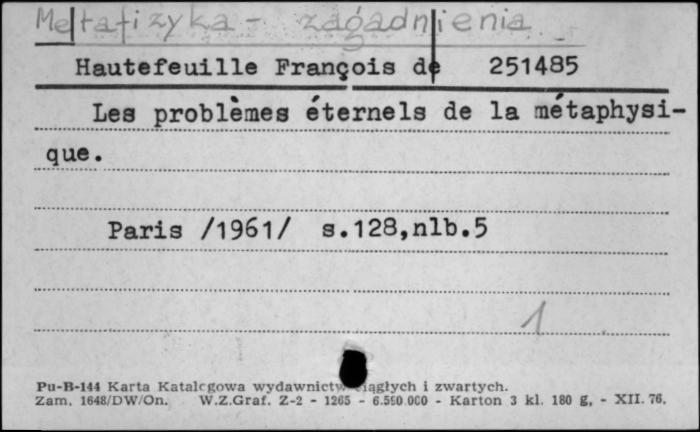 Metafizyka - zagadnienia
Hautefeuille François de 251485
Les problèmes éternels de la métaphysi-
que.
Paris /1961/ s.128,nlb.5
1
Pu-B-144 Karta Katalogowa wydawnictw ciągłych i zwartych.
Zam. 1648/DW/On. W.Z.Graf. Z-2 - 1265 - 6.550.000 - Karton 3 kl. 180 g, - XII. 76.